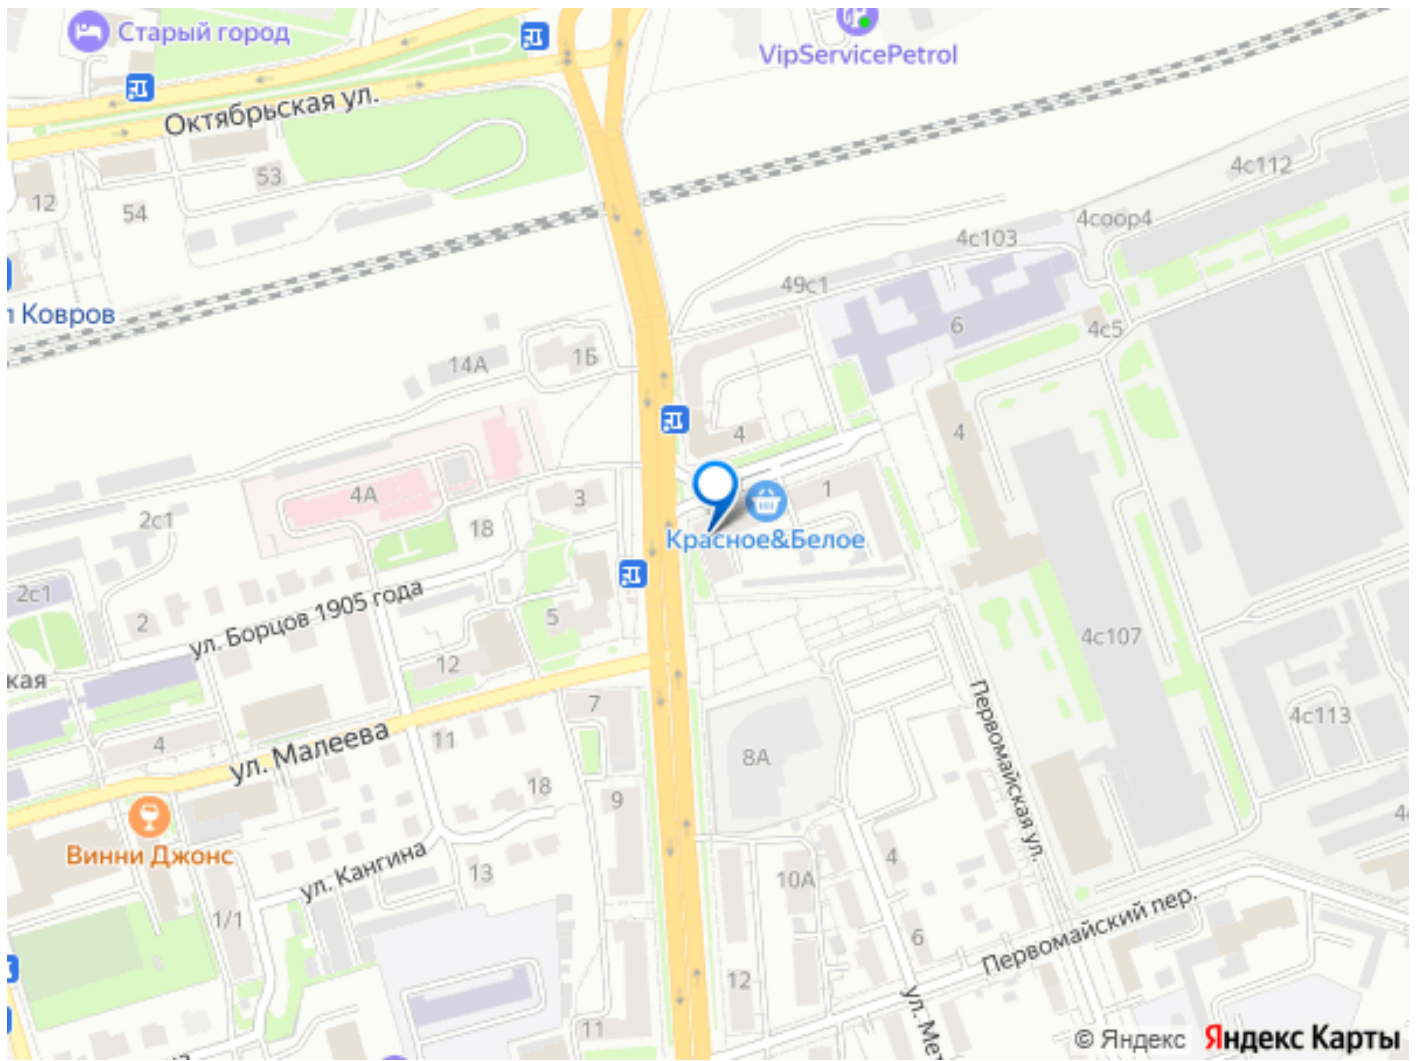 Старый город
VipServicePetrol
Октябрьская ул.
53
12
54
4с112
4соор4
4с103
49с1
Ковров
6
4с5
1Б
14А
4
4
4А
3
1
2с1
18
Красное&Белое
2с1
ул. Борцов 1905 года
2
5
4с107
12
кая
Первомайская ул.
7
4с113
4
ул. Малеева
11
8А
18
9
Винни Джонс
ул. Кангина
13
4
10А
1/1
6
Первомайский пер.
12
ул. Мех
11
© Яндекс Яндекс Карты